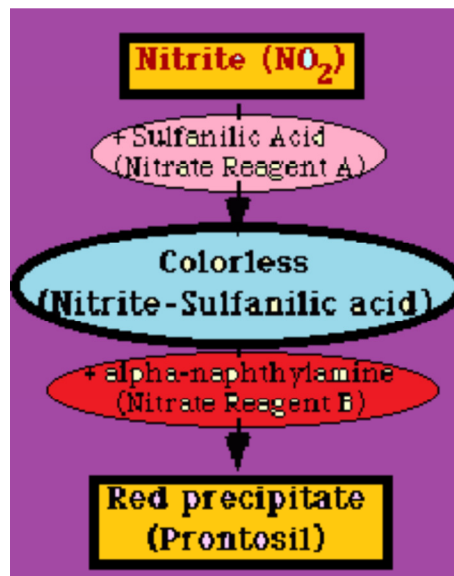 Nitrite (NO₂)
+ Sulfanilic Acid
(Nitrate Reagent A)
Colorless
(Nitrite-Sulfanilic acid)
+ alpha-naphthylamine
(Nitrate Reagent B)
Red precipitate
(Prontosil)